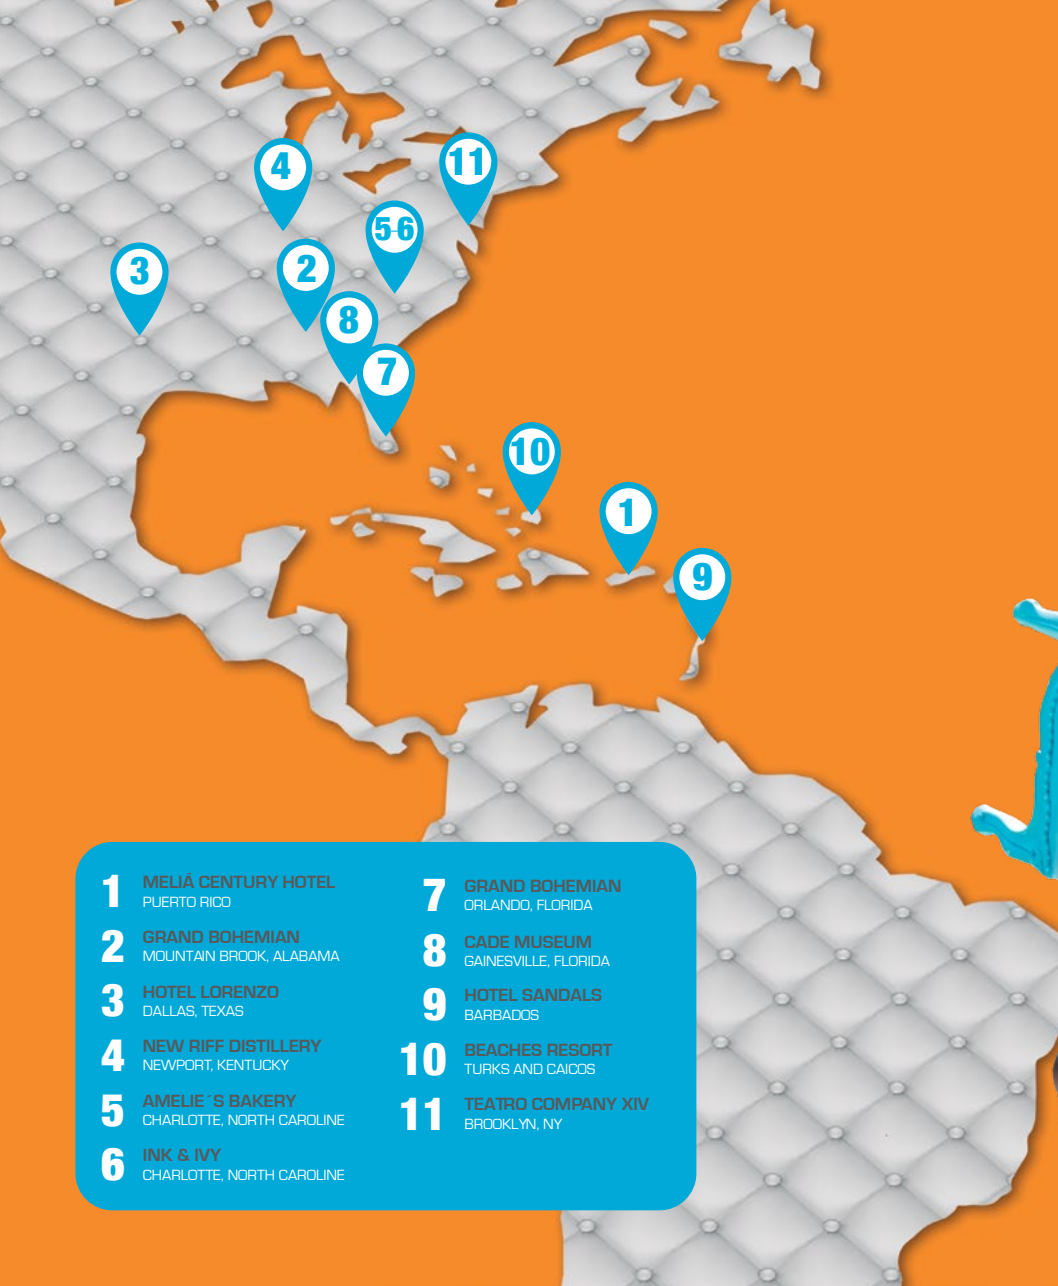 4
11
5-6
3
2
8
7
10
1
9
1 MELIÁ CENTURY HOTEL
PUERTO RICO
2 GRAND BOHEMIAN
MOUNTAIN BROOK, ALABAMA
3 HOTEL LORENZO
DALLAS, TEXAS
4 NEW RIFF DISTILLERY
NEWPORT, KENTUCKY
5 AMELIE´S BAKERY
CHARLOTTE, NORTH CAROLINE
6 INK & IVY
CHARLOTTE, NORTH CAROLINE
7 GRAND BOHEMIAN
ORLANDO, FLORIDA
8 CADE MUSEUM
GAINESVILLE, FLORIDA
9 HOTEL SANDALS
BARBADOS
10 BEACHES RESORT
TURKS AND CAICOS
11 TEATRO COMPANY XIV
BROOKLYN, NY